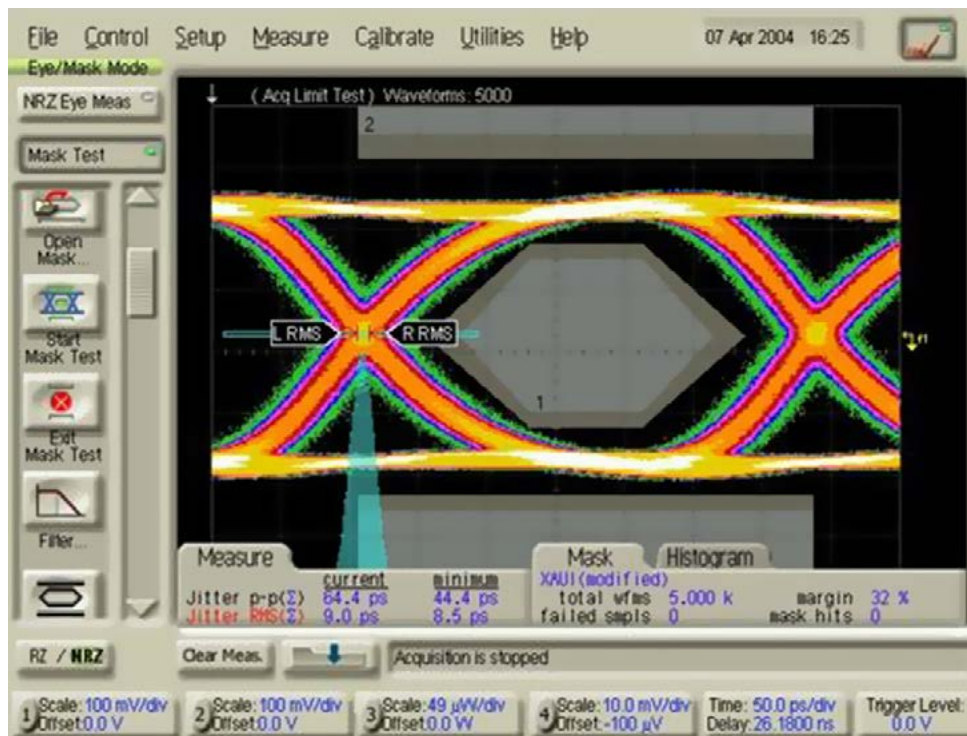 File Control Setup Measure Calibrate Utilities Help 07 Apr 2004 16:25
Eye/Mask Mode
NRZ Eye Meas
( Acq Limit Test ) Waveforms: 5000
2
Mask Test
Open
Mask...
L RMS R RMS
Start
Mask Test
1
Exit
Mask Test
Filter...
Measure Mask Histogram
current minimum XAUI(modified)
Jitter p-p(Σ) 64.4 ps 44.4 ps total wfms 5.000 k margin 32 %
Jitter RMS(Σ) 9.0 ps 8.5 ps failed smpls 0 mask hits 0
RZ / NRZ Clear Meas. Acquisition is stopped
1 Scale: 100 mV/div 2 Scale: 100 mV/div 3 Scale: 49 µW/div 4 Scale: 10.0 mV/div Time: 50.0 ps/div Trigger Level:
Offset: 0.0 V Offset: 0.0 V Offset: 0.0 W Offset: -100 µV Delay: 26.1800 ns 0.0 V